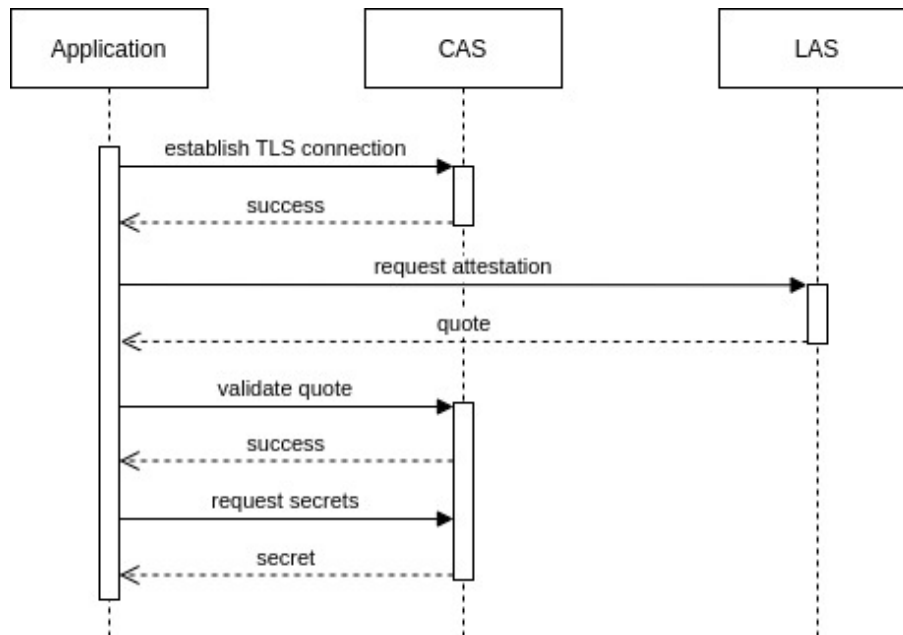 Application
CAS
LAS
establish TLS connection
success
request attestation
quote
validate quote
success
request secrets
secret